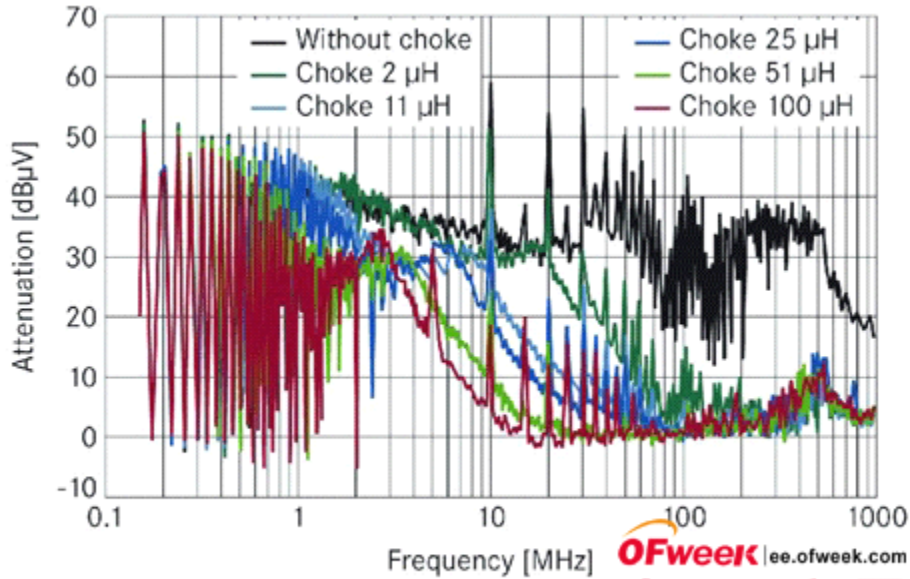 70
60
50
40
30
20
10
0
-10
Attenuation [dBµV]
Without choke
Choke 2 µH
Choke 11 µH
Choke 25 µH
Choke 51 µH
Choke 100 µH
0.1 1 10 100 1000
Frequency [MHz]
OFweek ee.ofweek.com